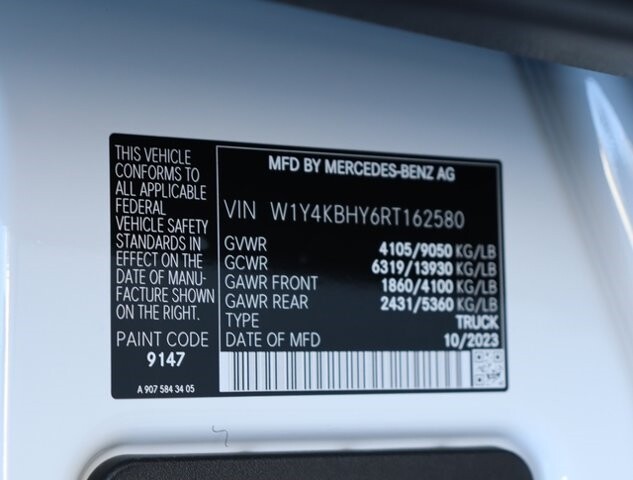 THIS VEHICLE
CONFORMS TO
ALL APPLICABLE
FEDERAL
VEHICLE SAFETY
STANDARDS IN
EFFECT ON THE
DATE OF MANU-
FACTURE SHOWN
ON THE RIGHT.
PAINT CODE
9147
A 907 584 34 05
MFD BY MERCEDES-BENZ AG
VIN W1Y4KBHY6RT162580
GVWR 4105/9050 KG/LB
GCWR 6319/13930 KG/LB
GAWR FRONT 1860/4100 KG/LB
GAWR REAR 2431/5360 KG/LB
TYPE TRUCK
DATE OF MFD 10/2023